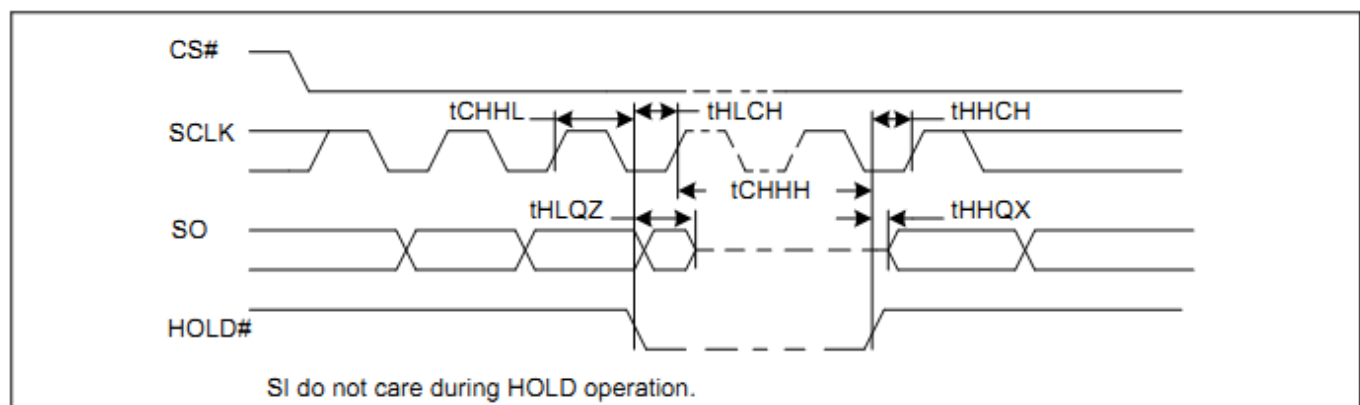 CS#
tCHHL
tHLCH
tHHCH
SCLK
tCHHH
tHLQZ
tHHQX
SO
HOLD#
SI do not care during HOLD operation.